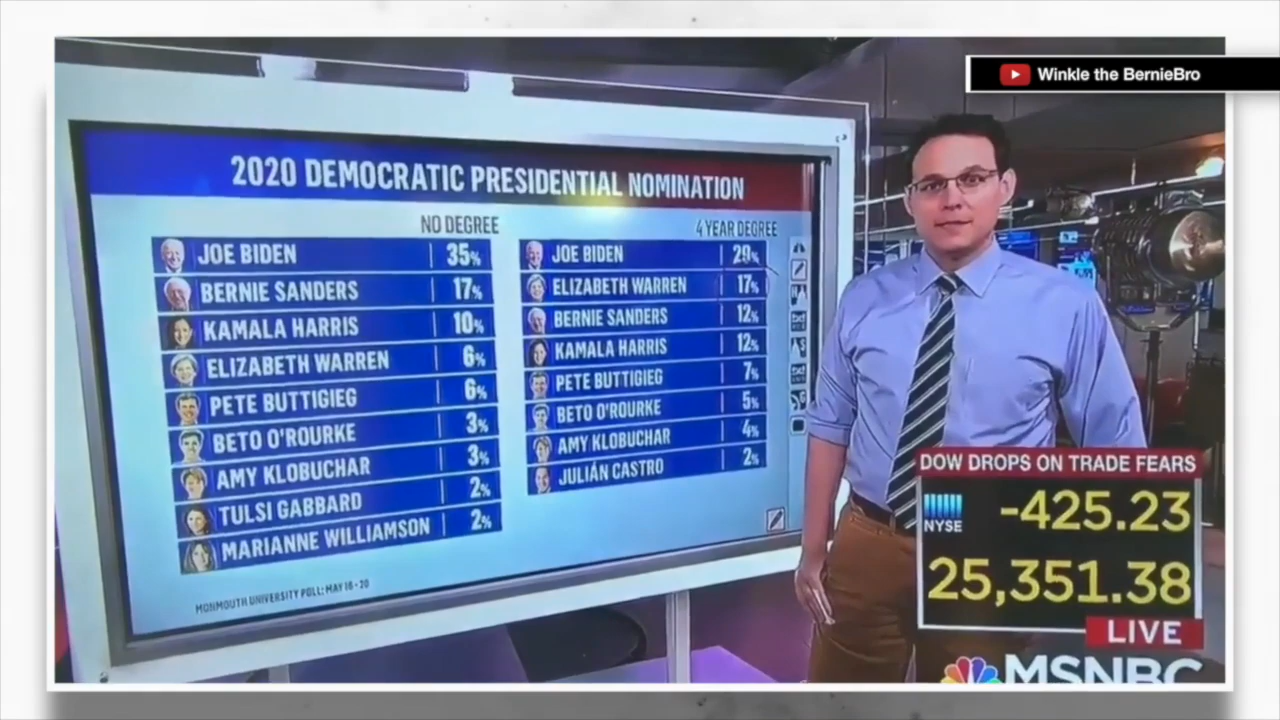 Winkle the BernieBro
2020 DEMOCRATIC PRESIDENTIAL NOMINATION
NO DEGREE
JOE BIDEN 35%
BERNIE SANDERS 17%
KAMALA HARRIS 10%
ELIZABETH WARREN 6%
PETE BUTTIGIEG 6%
BETO O'ROURKE 3%
AMY KLOBUCHAR 3%
TULSI GABBARD 2%
MARIANNE WILLIAMSON 2%
4 YEAR DEGREE
JOE BIDEN 29%
ELIZABETH WARREN 17%
BERNIE SANDERS 12%
KAMALA HARRIS 12%
PETE BUTTIGIEG 7%
BETO O'ROURKE 5%
AMY KLOBUCHAR 4%
JULIÁN CASTRO 2%
MONMOUTH UNIVERSITY POLL: MAY 16-20
DOW DROPS ON TRADE FEARS
NYSE -425.23
25,351.38
LIVE
MSNBC